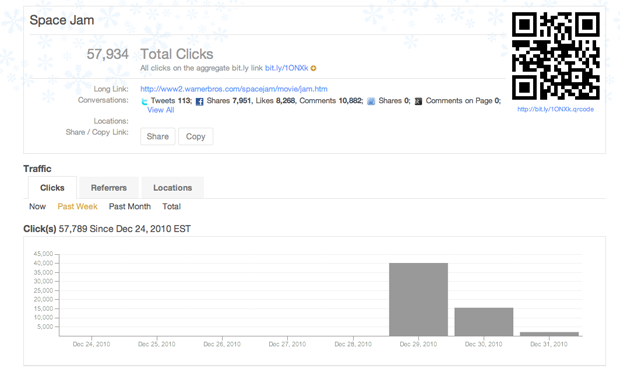 Space Jam
57,934 Total Clicks
All clicks on the aggregate bit.ly link bit.ly/1ONXk
Long Link: http://www2.warnerbros.com/spacejam/movie/jam.htm
Conversations: Tweets 113; Shares 7,951, Likes 8,268, Comments 10,882; Shares 0; Comments on Page 0;
View All
Locations:
Share / Copy Link: Share Copy
http://bit.ly/1ONXk.qrcode
Traffic
Clicks Referrers Locations
Now Past Week Past Month Total
Click(s) 57,789 Since Dec 24, 2010 EST
45,000
40,000
35,000
30,000
25,000
20,000
15,000
10,000
5,000
Dec 24, 2010 Dec 25, 2010 Dec 26, 2010 Dec 27, 2010 Dec 28, 2010 Dec 29, 2010 Dec 30, 2010 Dec 31, 2010